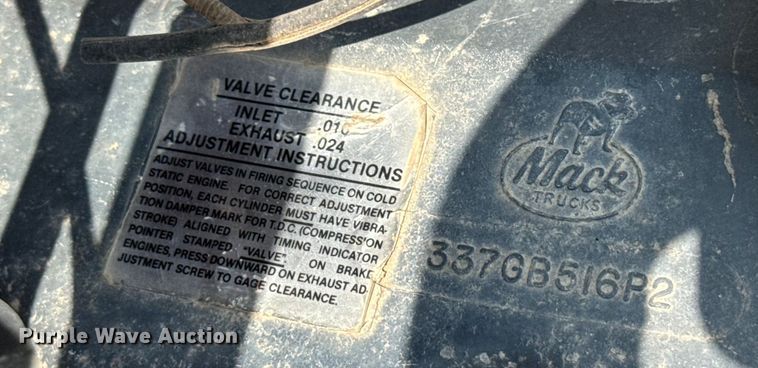 VALVE CLEARANCE
INLET .010
EXHAUST .024
ADJUSTMENT INSTRUCTIONS
ADJUST VALVES IN FIRING SEQUENCE ON COLD
STATIC ENGINE. FOR CORRECT ADJUSTMENT
POSITION, EACH CYLINDER MUST HAVE VIBRA-
TION DAMPER MARK FOR T.D.C. (COMPRESSION
STROKE) ALIGNED WITH TIMING INDICATOR
POINTER STAMPED "VALVE". ON BRAKE
ENGINES, PRESS DOWNWARD ON EXHAUST AD-
JUSTMENT SCREW TO GAGE CLEARANCE.
Mack
TRUCKS
337GB516P2
Purple Wave Auction